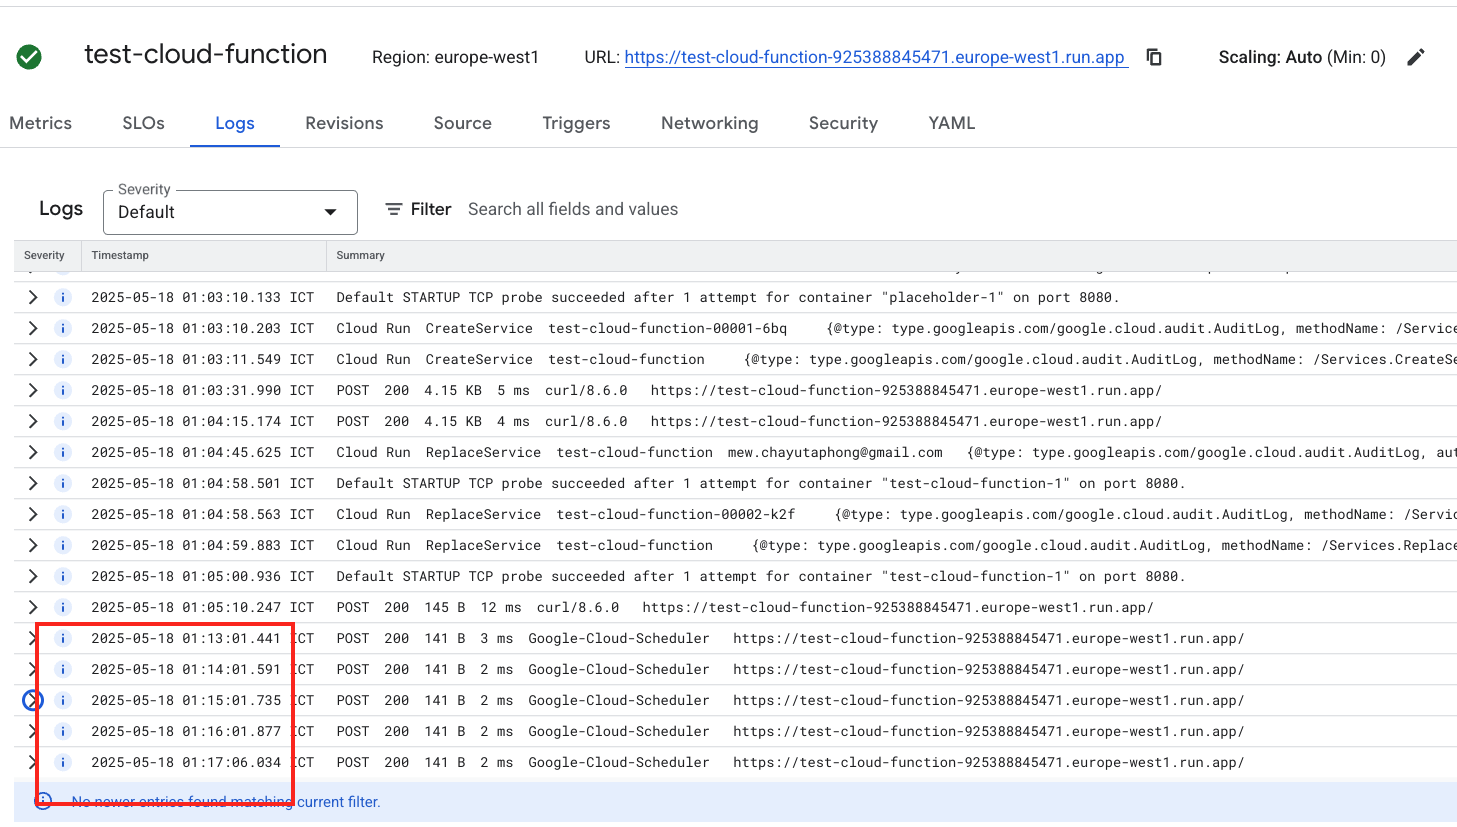 test-cloud-function Region: europe-west1 URL: https://test-cloud-function-925388845471.europe-west1.run.app Scaling: Auto (Min: 0)
Metrics SLOs Logs Revisions Source Triggers Networking Security YAML
Severity
Logs Default Filter Search all fields and values
Severity Timestamp Summary
2025-05-18 01:03:10.133 ICT Default STARTUP TCP probe succeeded after 1 attempt for container "placeholder-1" on port 8080.
2025-05-18 01:03:10.203 ICT Cloud Run CreateService test-cloud-function-00001-6bq {@type: type.googleapis.com/google.cloud.audit.AuditLog, methodName: /Service
2025-05-18 01:03:11.549 ICT Cloud Run CreateService test-cloud-function {@type: type.googleapis.com/google.cloud.audit.AuditLog, methodName: /Services.CreateSe
2025-05-18 01:03:31.990 ICT POST 200 4.15 KB 5 ms curl/8.6.0 https://test-cloud-function-925388845471.europe-west1.run.app/
2025-05-18 01:04:15.174 ICT POST 200 4.15 KB 4 ms curl/8.6.0 https://test-cloud-function-925388845471.europe-west1.run.app/
2025-05-18 01:04:45.625 ICT Cloud Run ReplaceService test-cloud-function mew.chayutaphong@gmail.com {@type: type.googleapis.com/google.cloud.audit.AuditLog, aut
2025-05-18 01:04:58.501 ICT Default STARTUP TCP probe succeeded after 1 attempt for container "test-cloud-function-1" on port 8080.
2025-05-18 01:04:58.563 ICT Cloud Run ReplaceService test-cloud-function-00002-k2f {@type: type.googleapis.com/google.cloud.audit.AuditLog, methodName: /Servic
2025-05-18 01:04:59.883 ICT Cloud Run ReplaceService test-cloud-function {@type: type.googleapis.com/google.cloud.audit.AuditLog, methodName: /Services.Replace
2025-05-18 01:05:00.936 ICT Default STARTUP TCP probe succeeded after 1 attempt for container "test-cloud-function-1" on port 8080.
2025-05-18 01:05:10.247 ICT POST 200 145 B 12 ms curl/8.6.0 https://test-cloud-function-925388845471.europe-west1.run.app/
2025-05-18 01:13:01.441 ICT POST 200 141 B 3 ms Google-Cloud-Scheduler https://test-cloud-function-925388845471.europe-west1.run.app/
2025-05-18 01:14:01.591 ICT POST 200 141 B 2 ms Google-Cloud-Scheduler https://test-cloud-function-925388845471.europe-west1.run.app/
2025-05-18 01:15:01.735 ICT POST 200 141 B 2 ms Google-Cloud-Scheduler https://test-cloud-function-925388845471.europe-west1.run.app/
2025-05-18 01:16:01.877 ICT POST 200 141 B 2 ms Google-Cloud-Scheduler https://test-cloud-function-925388845471.europe-west1.run.app/
2025-05-18 01:17:06.034 ICT POST 200 141 B 2 ms Google-Cloud-Scheduler https://test-cloud-function-925388845471.europe-west1.run.app/
No newer entries found matching current filter.